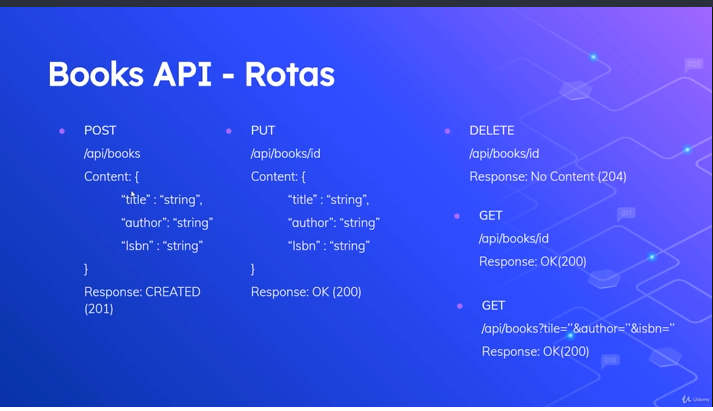 Books API - Rotas
POST
/api/books
Content: {
"title" : "string",
"author": "string"
"Isbn" : "string"
}
Response: CREATED
(201)
PUT
/api/books/id
Content: {
"title" : "string",
"author": "string"
"Isbn" : "string"
}
Response: OK (200)
DELETE
/api/books/id
Response: No Content (204)
GET
/api/books/id
Response: OK(200)
GET
/api/books?tile=''&author=''&isbn=''
Response: OK(200)
Udemy